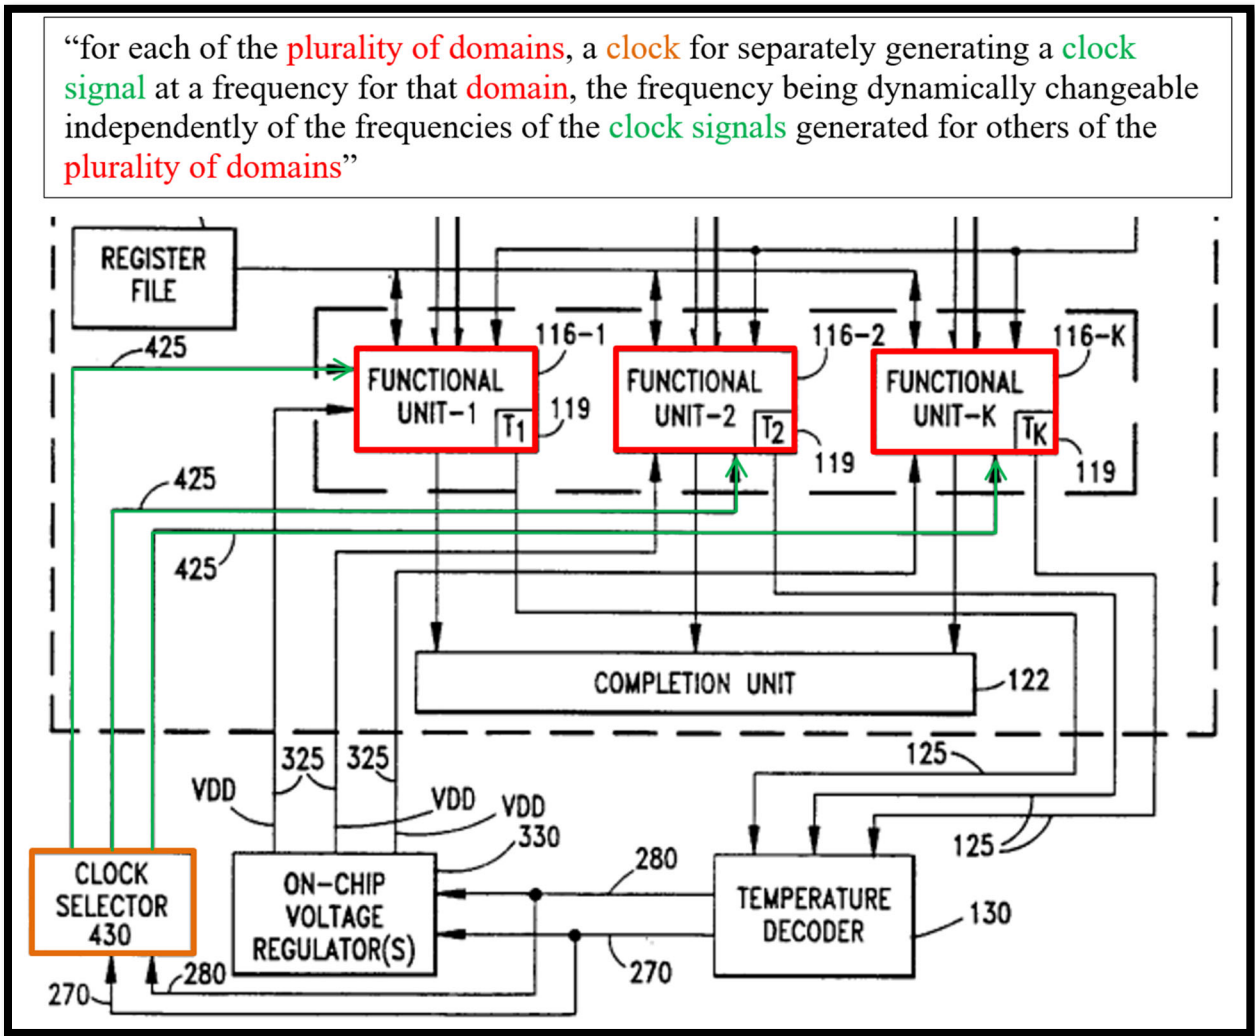 “for each of the plurality of domains, a clock for separately generating a clock
signal at a frequency for that domain, the frequency being dynamically changeable
independently of the frequencies of the clock signals generated for others of the
plurality of domains”
REGISTER
FILE
425
116-1
116-2
116-K
FUNCTIONAL
UNIT-1
T1
119
FUNCTIONAL
UNIT-2
T2
119
FUNCTIONAL
UNIT-K
TK
119
425
425
COMPLETION UNIT
122
325
325
125
VDD
VDD
VDD
330
125
CLOCK
SELECTOR
430
ON-CHIP
VOLTAGE
REGULATOR(S)
280
TEMPERATURE
DECODER
130
270
280
270